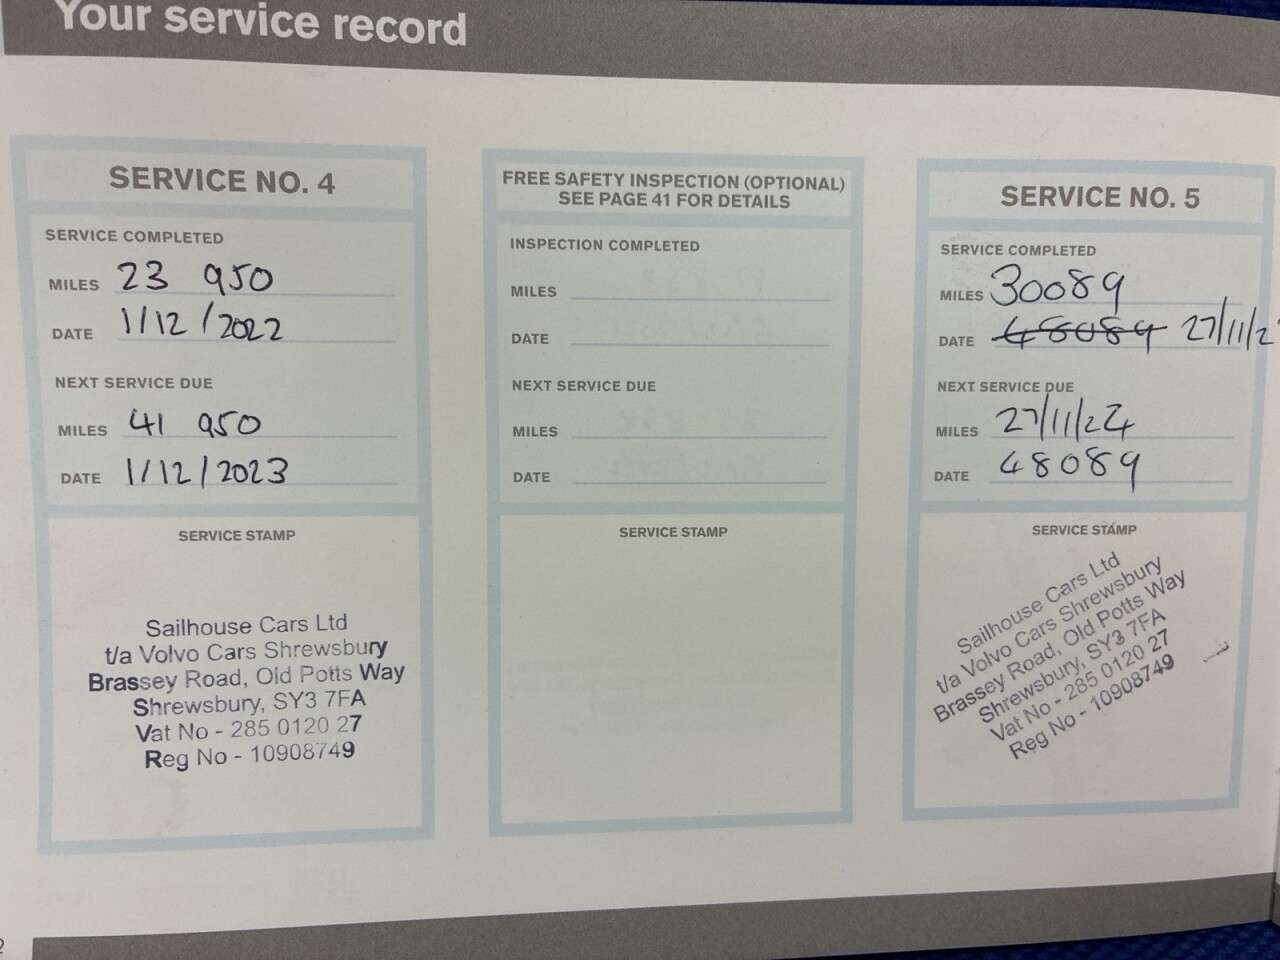 Your service record
SERVICE NO. 4
SERVICE COMPLETED
MILES 23 950
DATE 1/12/2022
NEXT SERVICE DUE
MILES 41 950
DATE 1/12/2023
SERVICE STAMP
Sailhouse Cars Ltd
t/a Volvo Cars Shrewsbury
Brassey Road, Old Potts Way
Shrewsbury, SY3 7FA
Vat No - 285 0120 27
Reg No - 10908749
FREE SAFETY INSPECTION (OPTIONAL)
SEE PAGE 41 FOR DETAILS
INSPECTION COMPLETED
MILES
DATE
NEXT SERVICE DUE
MILES
DATE
SERVICE STAMP
SERVICE NO. 5
SERVICE COMPLETED
MILES 30089
DATE 48089 27/11/2
NEXT SERVICE DUE
MILES 27/11/24
DATE 48089
SERVICE STAMP
Sailhouse Cars Ltd
t/a Volvo Cars Shrewsbury
Brassey Road, Old Potts Way
Shrewsbury, SY3 7FA
Vat No - 285 0120 27
Reg No - 10908749
2